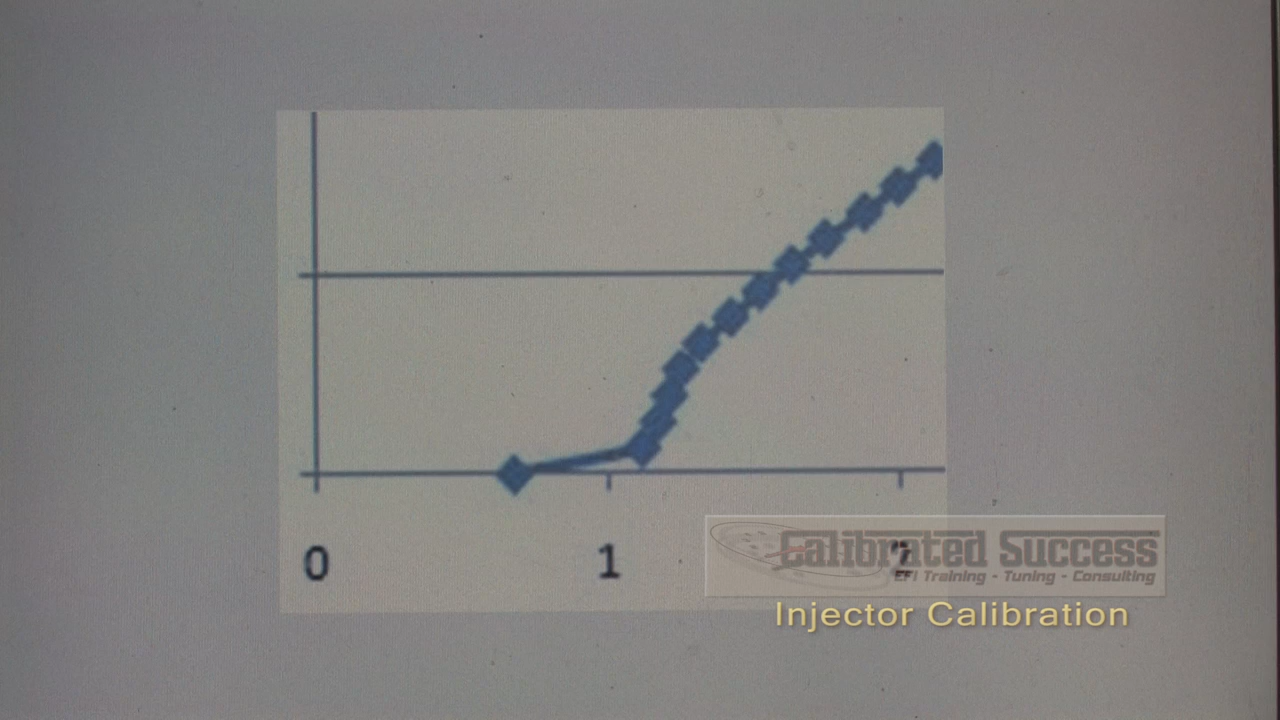 0 1 2
Calibrated Success
EFI Training - Tuning - Consulting
Injector Calibration